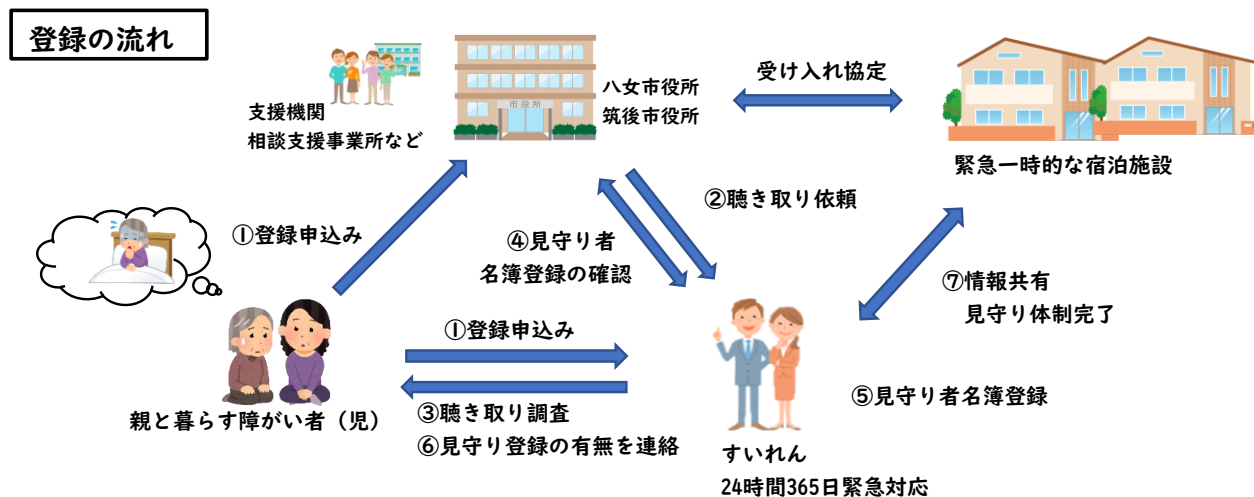 登録の流れ
支援機関
相談支援事業所など
市役所
八女市役所
筑後市役所
受け入れ協定
緊急一時的な宿泊施設
①登録申込み
②聴き取り依頼
④見守り者
名簿登録の確認
⑦情報共有
見守り体制完了
①登録申込み
③聴き取り調査
⑥見守り登録の有無を連絡
親と暮らす障がい者（児）
⑤見守り者名簿登録
すいれん
24時間365日緊急対応